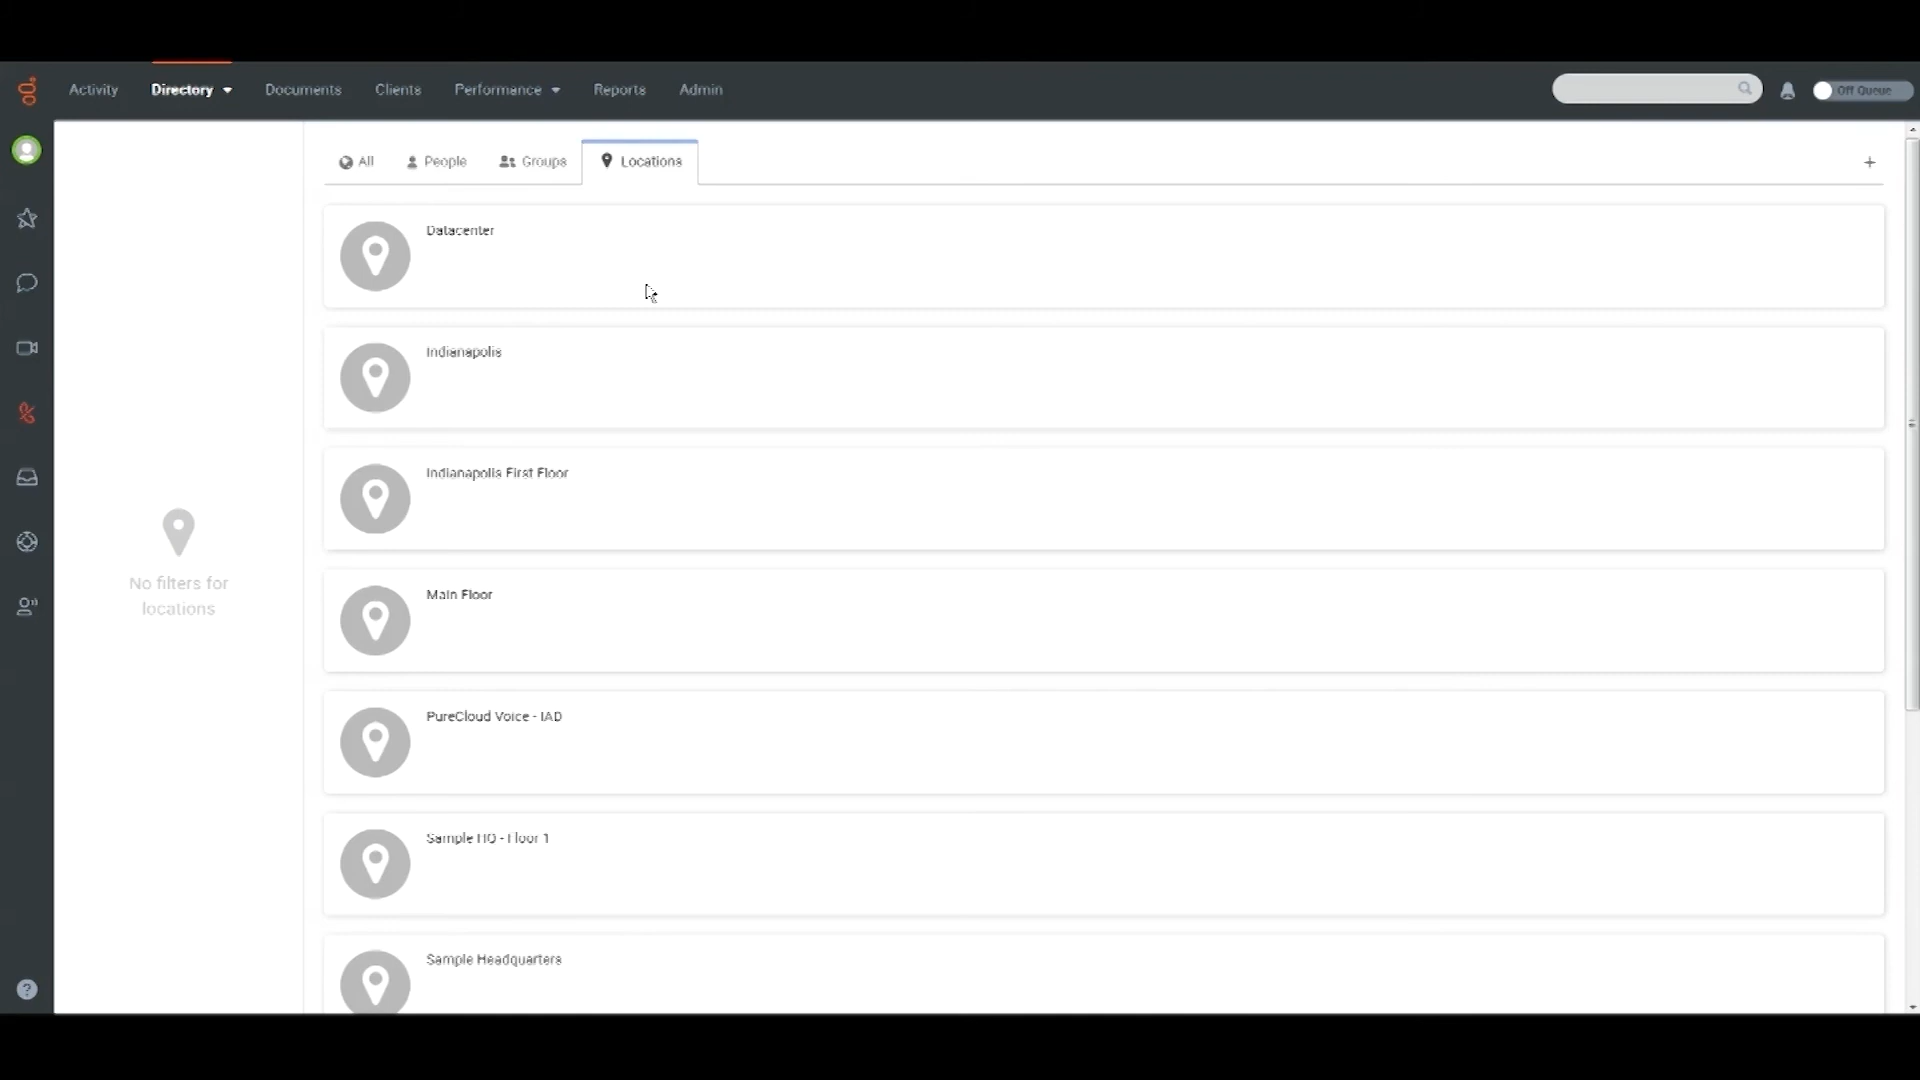 Activity
Directory
Documents
Clients
Performance
Reports
Admin
Off Queue
All
People
Groups
Locations
+
Datacenter
Indianapolis
Indianapolis First Floor
Main Floor
No filters for
locations
PureCloud Voice - IAD
Sample HQ - Floor 1
Sample Headquarters
?